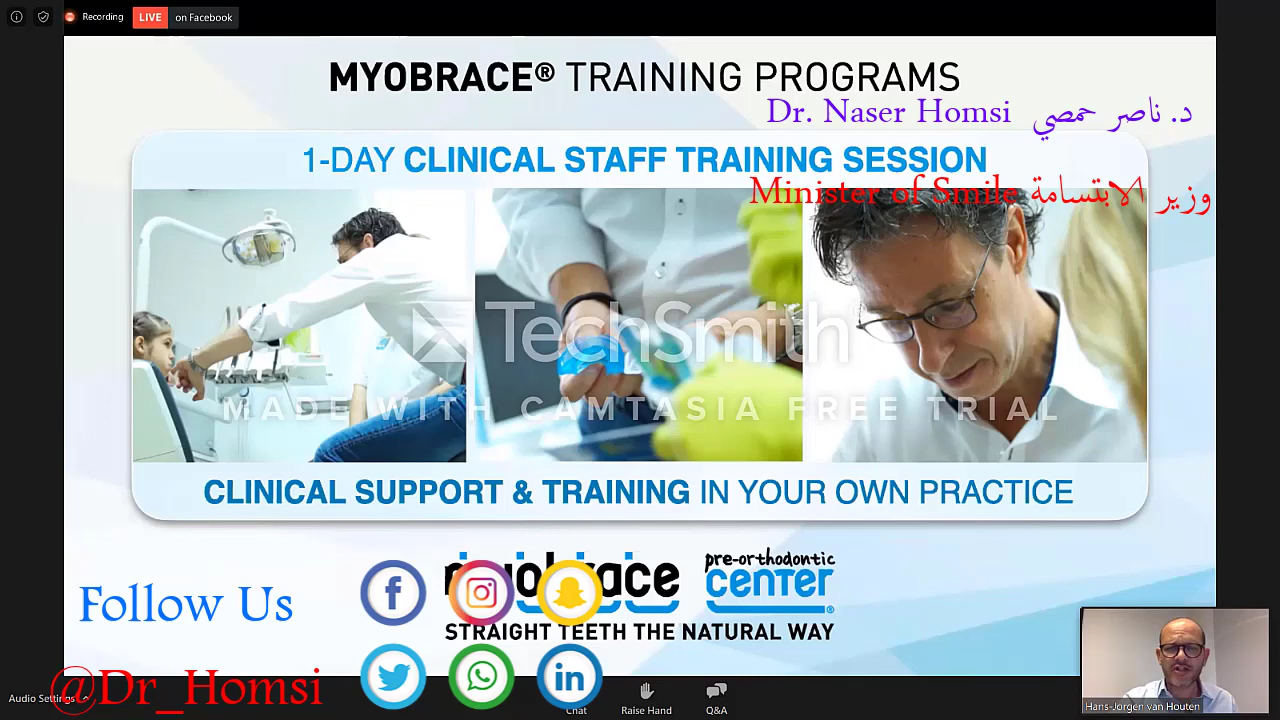 Recording LIVE on Facebook
MYOBRACE® TRAINING PROGRAMS
Dr. Naser Homsi د. ناصر حمصي
1-DAY CLINICAL STAFF TRAINING SESSION
Minister of Smile وزير الابتسامة
TechSmith®
MADE WITH CAMTASIA FREE TRIAL
CLINICAL SUPPORT & TRAINING IN YOUR OWN PRACTICE
myobrace
pre-orthodontic
center®
STRAIGHT TEETH THE NATURAL WAY
Follow Us
@Dr_Homsi
Audio Settings
Chat
Raise Hand
Q&A
Hans-Jorgen van Houten